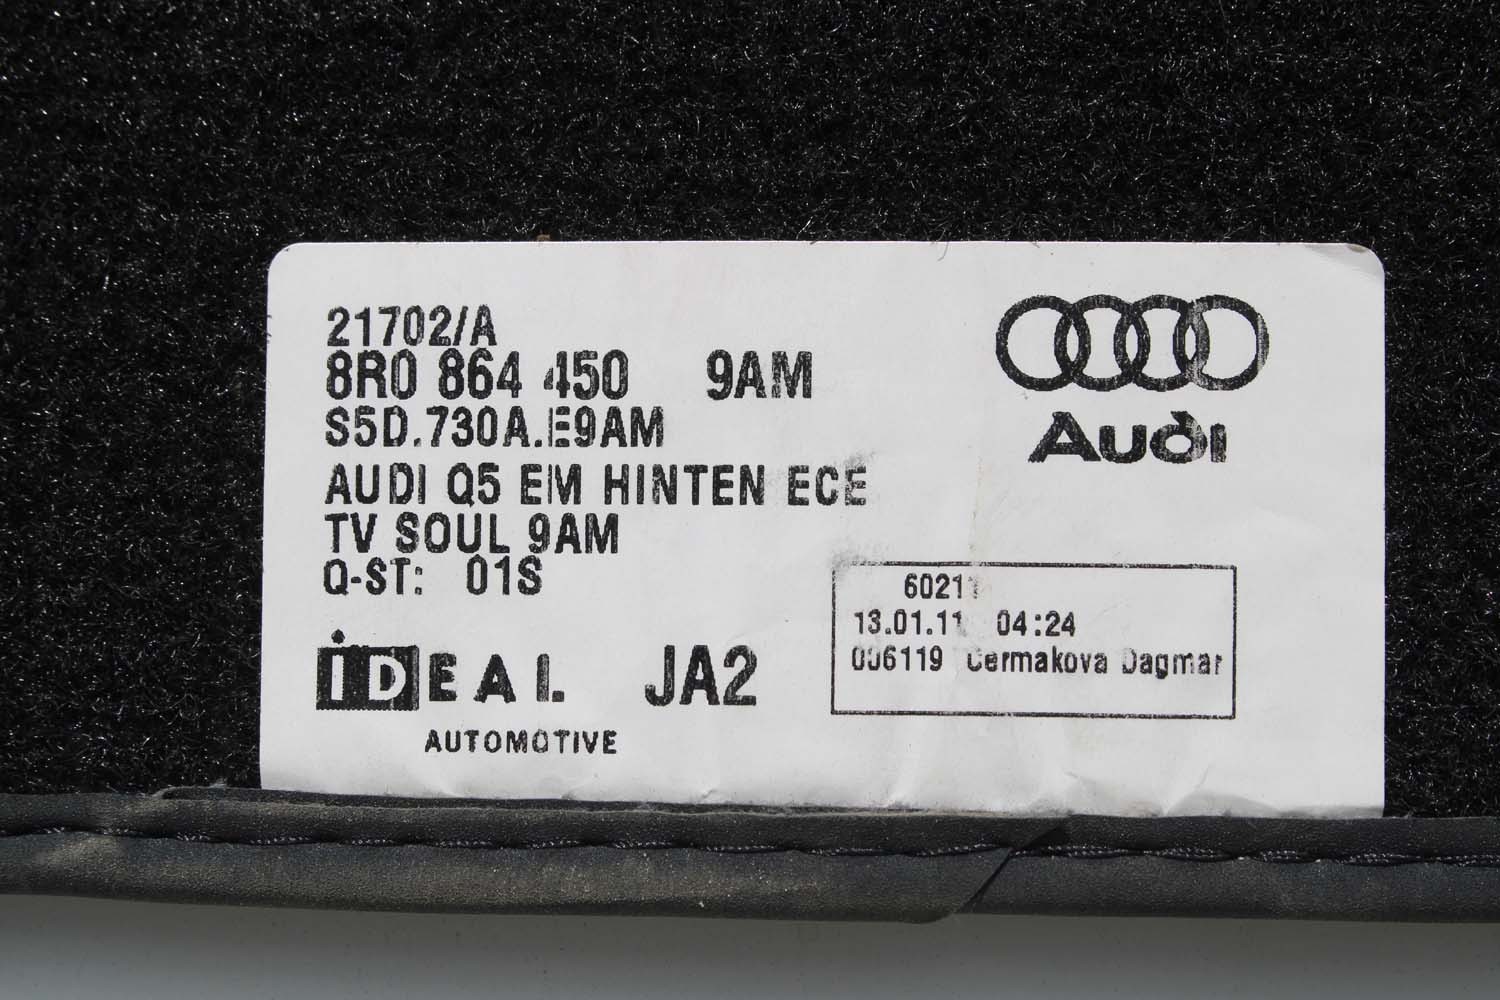 21702/A
8R0 864 450 9AM
S5D.730A.E9AM
AUDI Q5 EM HINTEN ECE
TV SOUL 9AM
Q-ST: 01S
iDEAL JA2
AUTOMOTIVE
Audi
60211
13.01.11 04:24
006119 Cermakova Dagmar